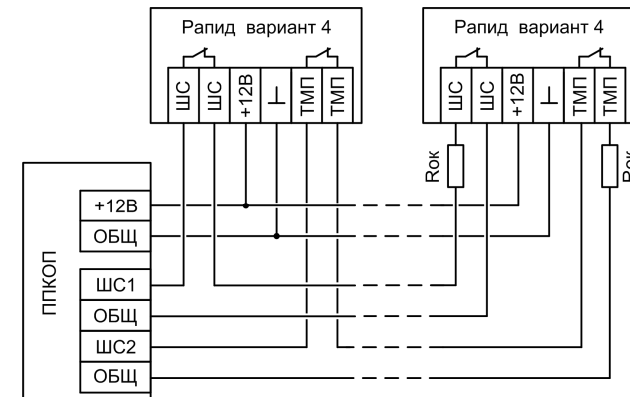 Рапид вариант 4
ШС
ШС
+12В
⊥
ТМП
ТМП
Рапид вариант 4
ШС
ШС
+12В
⊥
ТМП
ТМП
Rок
Rок
ППКОП
+12В
ОБЩ
ШС1
ОБЩ
ШС2
ОБЩ